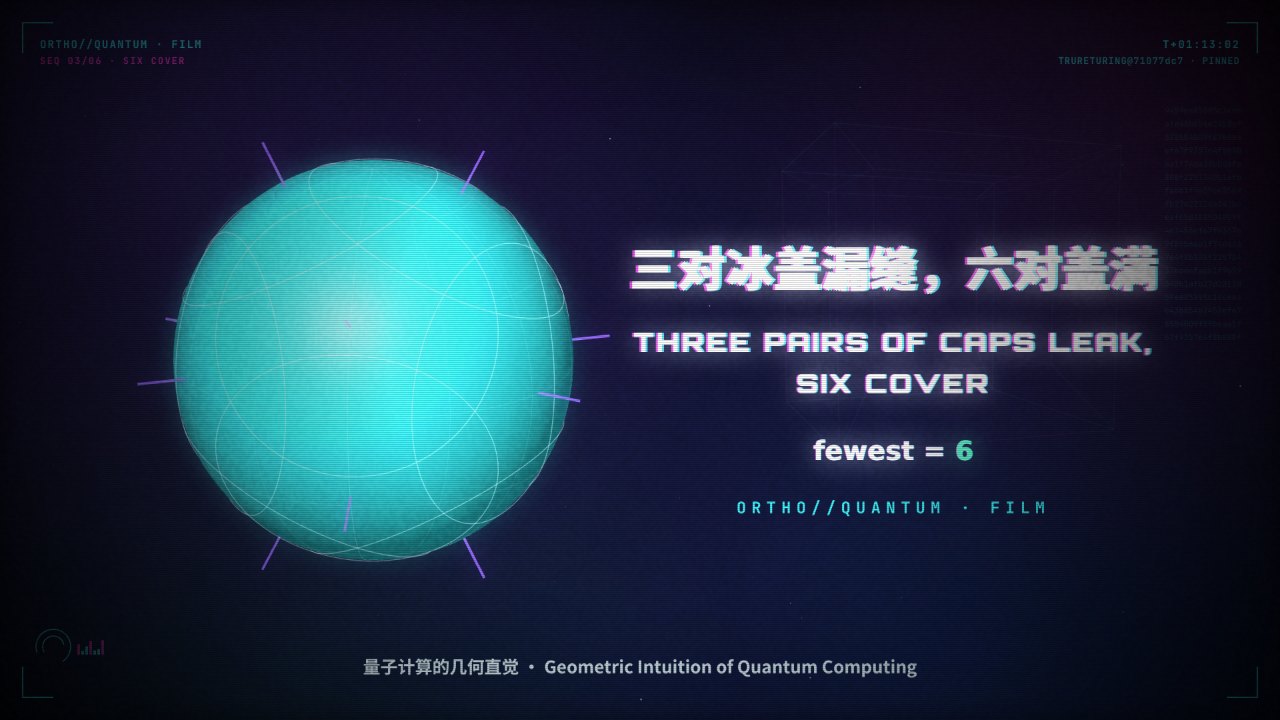 ORTHO//QUANTUM · FILM
SEQ 03/06 · SIX COVER
T+01:13:02
TRURETURING@71077dc7 · PINNED
三对冰盖漏缝，六对盖满
THREE PAIRS OF CAPS LEAK,
SIX COVER
fewest = 6
ORTHO//QUANTUM · FILM
量子计算的几何直觉 · Geometric Intuition of Quantum Computing